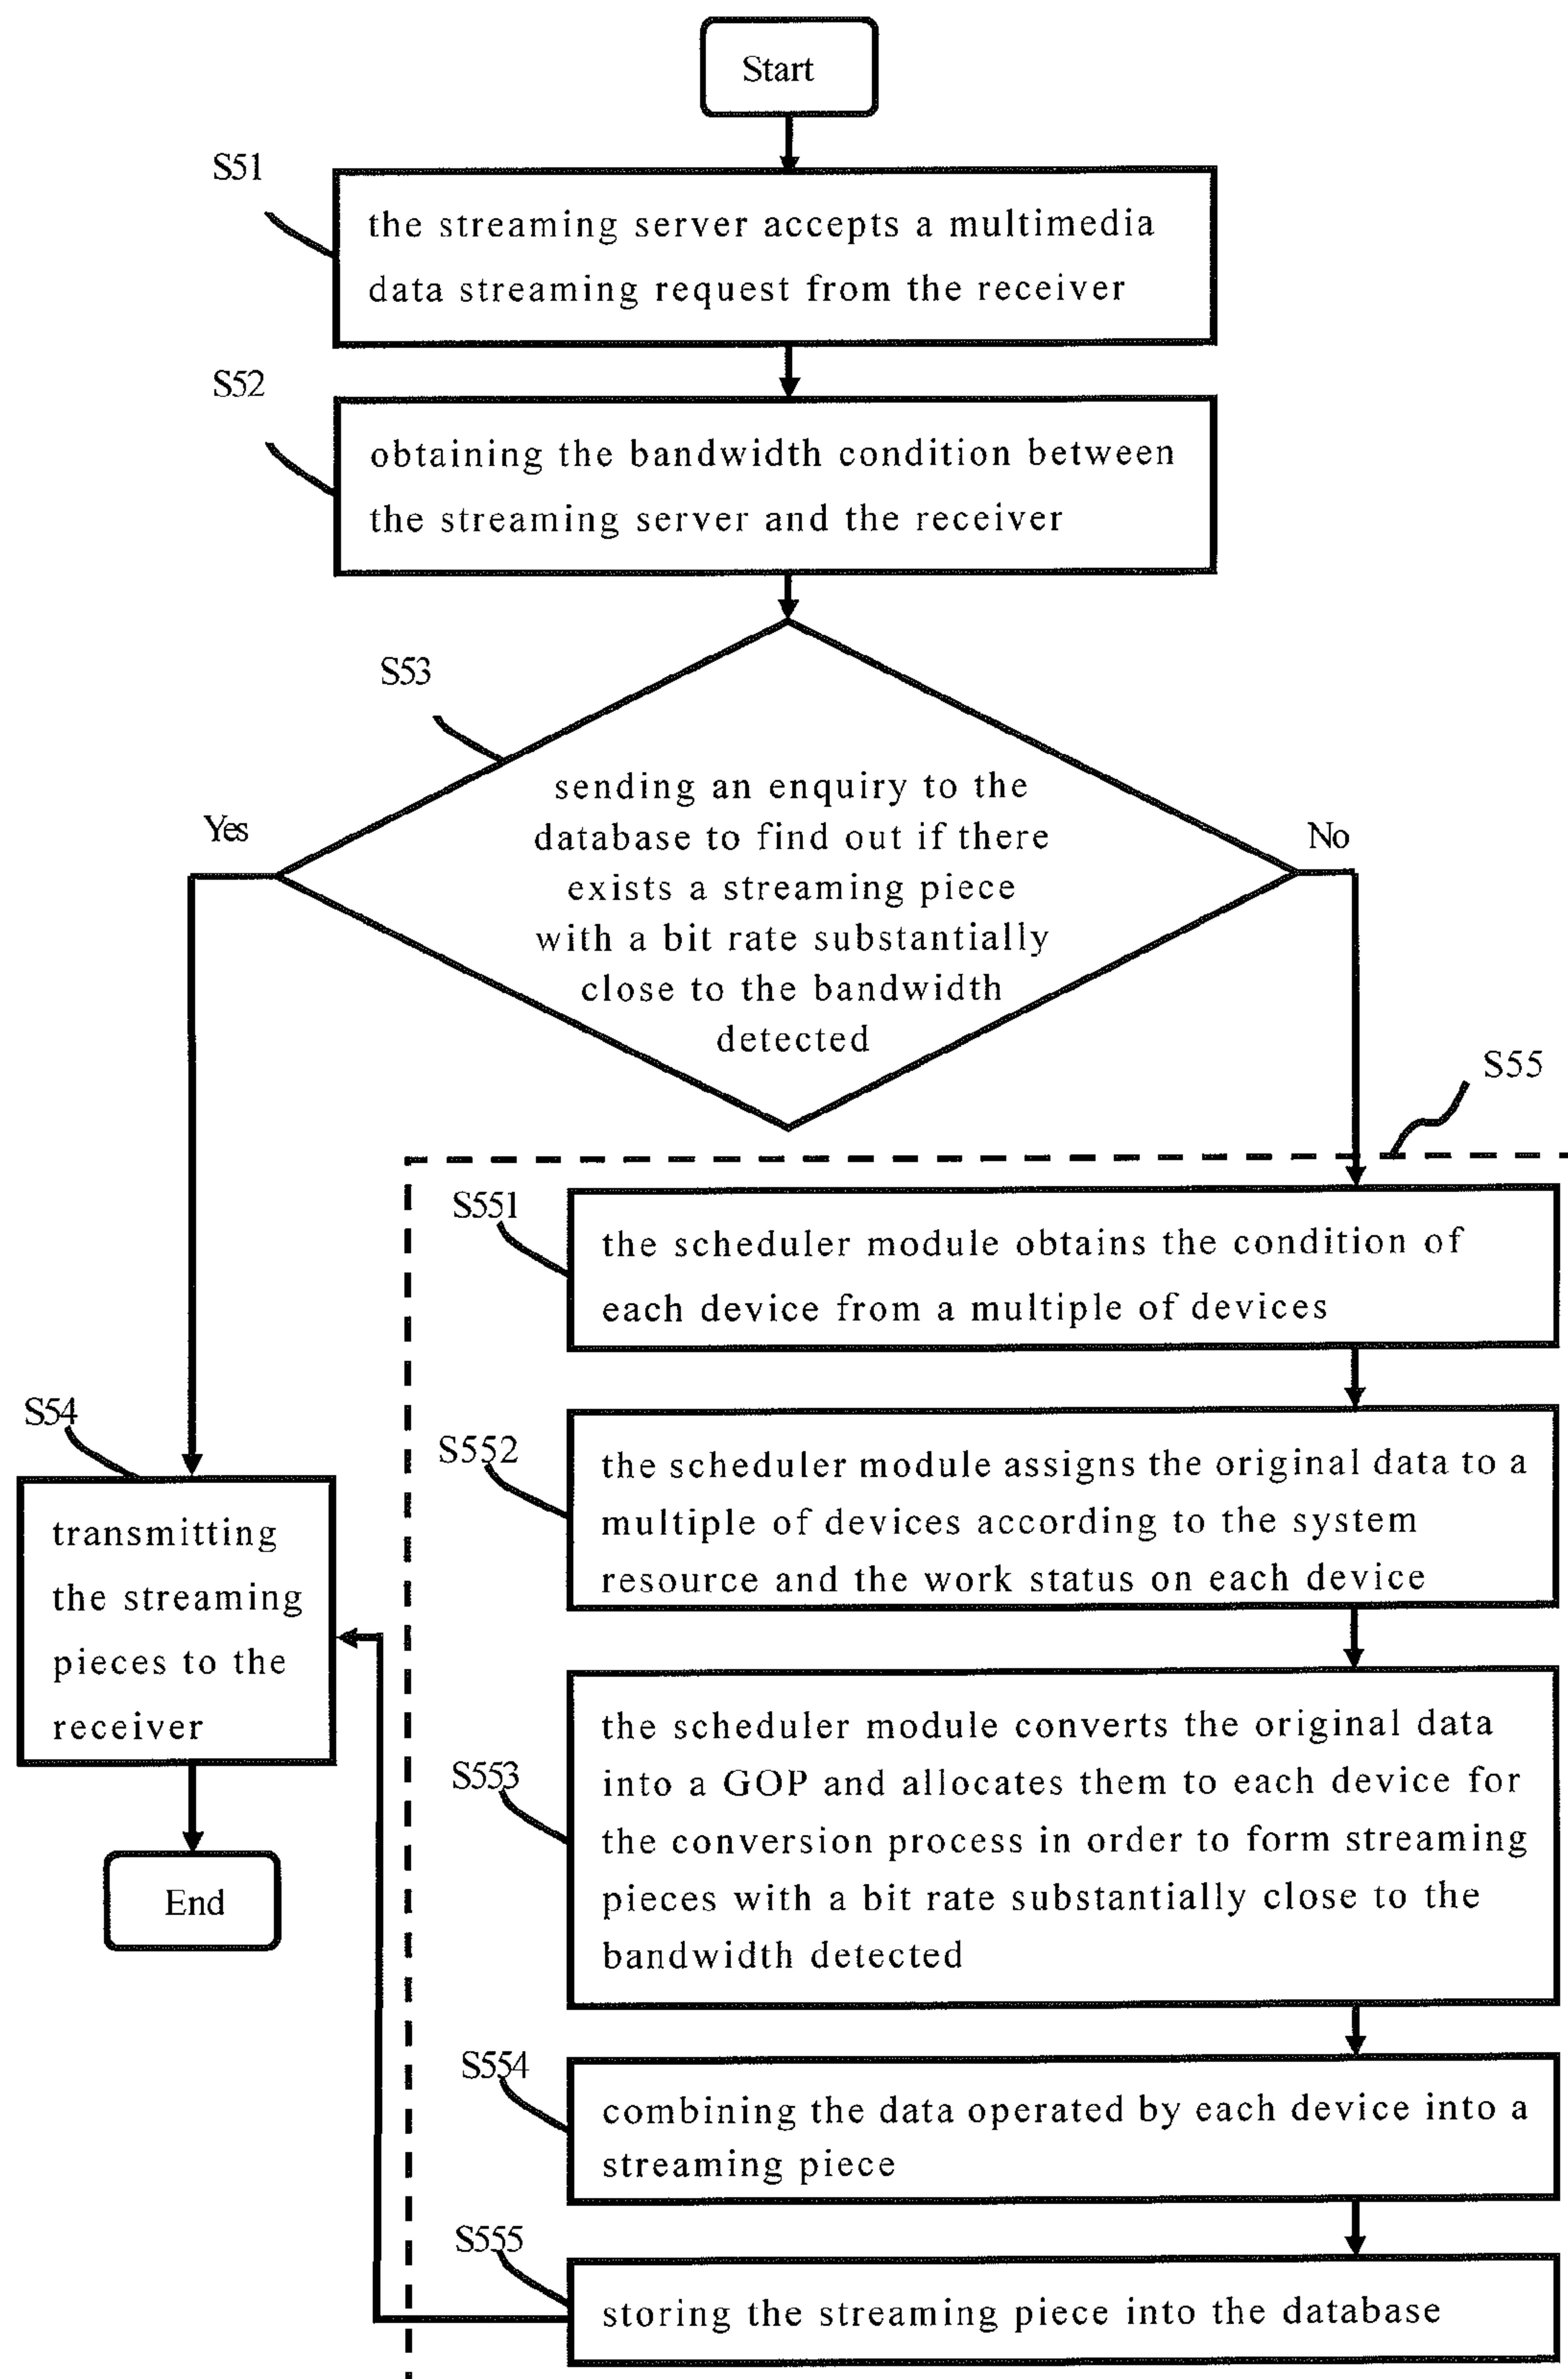 Start
S51
the streaming server accepts a multimedia
data streaming request from the receiver
S52
obtaining the bandwidth condition between
the streaming server and the receiver
S53
sending an enquiry to the
database to find out if there
exists a streaming piece
with a bit rate substantially
close to the bandwidth
detected
Yes
No
S55
S551
the scheduler module obtains the condition of
each device from a multiple of devices
S552
the scheduler module assigns the original data to a
multiple of devices according to the system
resource and the work status on each device
S54
transmitting
the streaming
pieces to the
receiver
End
S553
the scheduler module converts the original data
into a GOP and allocates them to each device for
the conversion process in order to form streaming
pieces with a bit rate substantially close to the
bandwidth detected
S554
combining the data operated by each device into a
streaming piece
S555
storing the streaming piece into the database